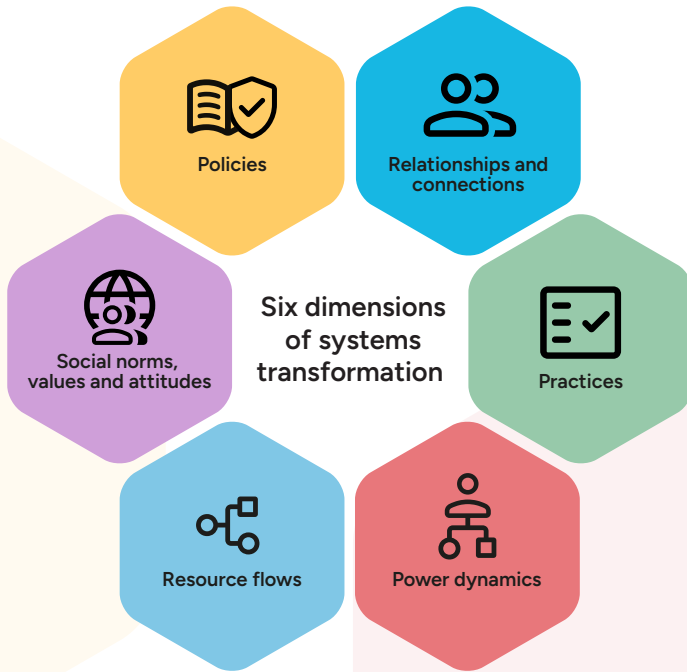 Policies
Relationships and
connections
Six dimensions
of systems
transformation
Social norms,
values and attitudes
Practices
Resource flows
Power dynamics